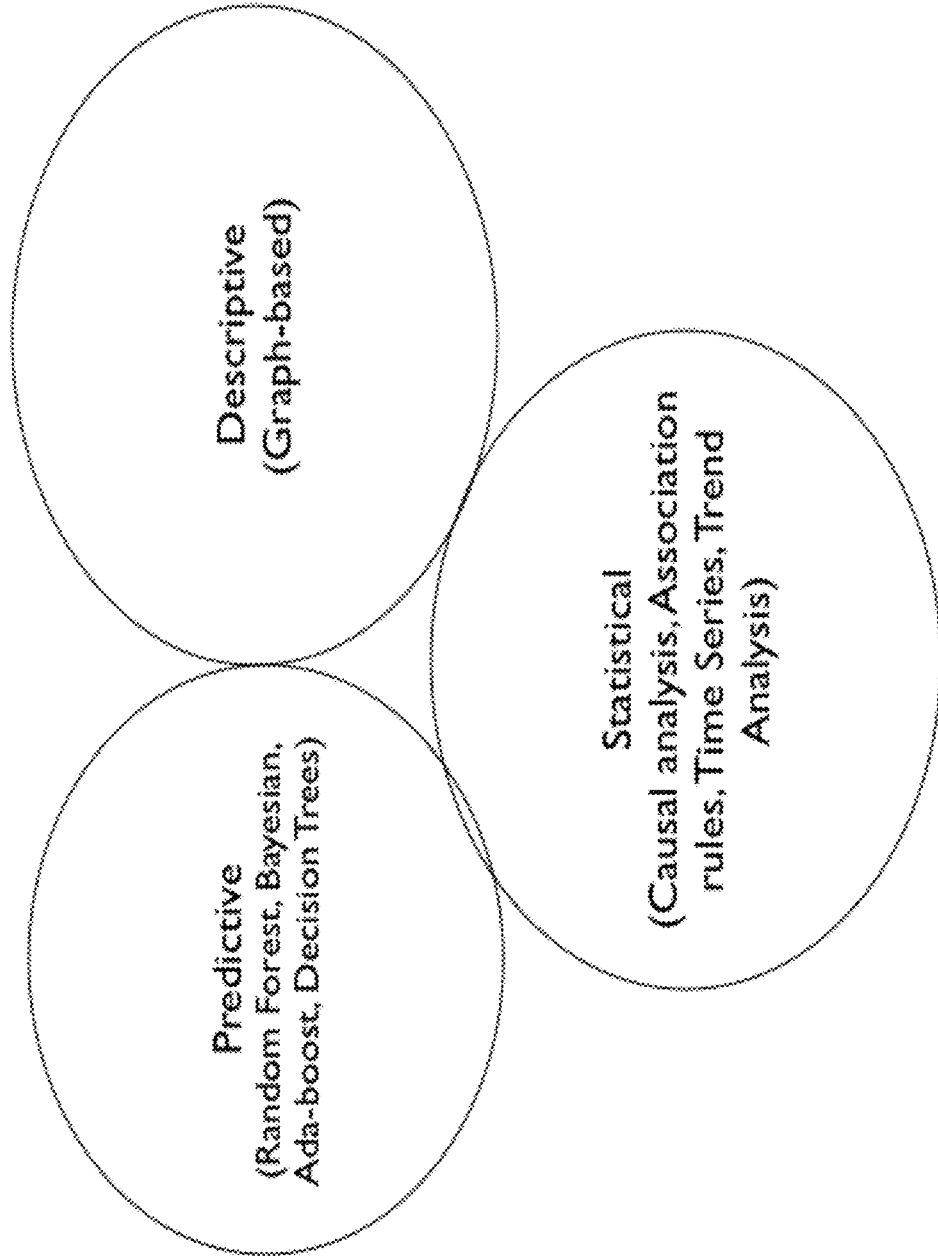 Predictive
(Random Forest, Bayesian,
Ada-boost, Decision Trees)
Descriptive
(Graph-based)
Statistical
(Causal analysis, Association
rules, Time Series, Trend
Analysis)